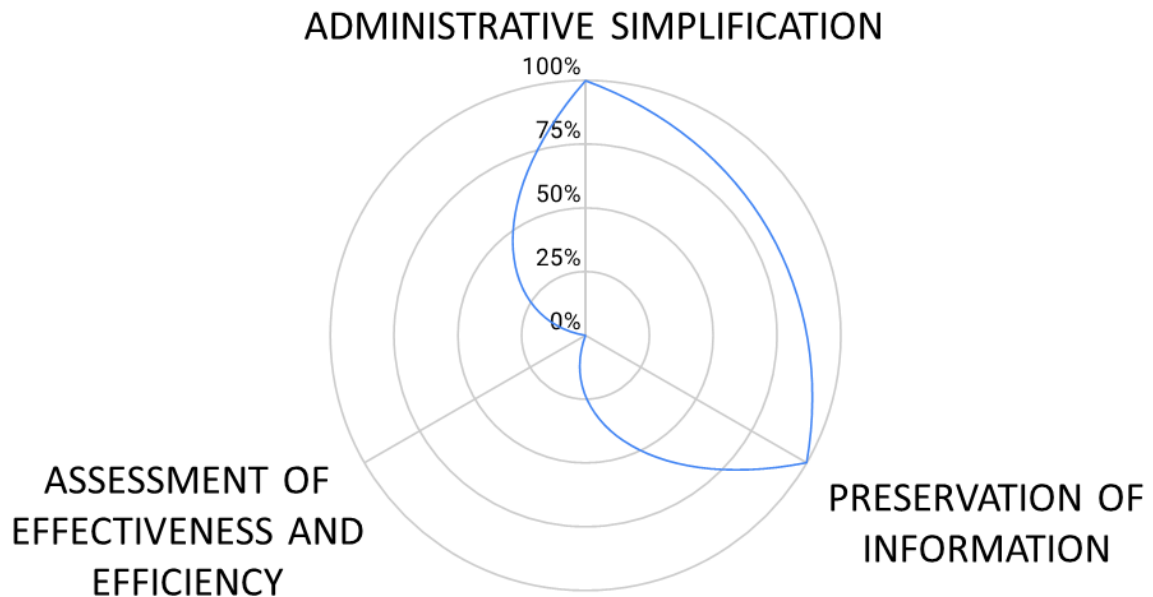 ADMINISTRATIVE SIMPLIFICATION
100%
75%
50%
25%
0%
ASSESSMENT OF
EFFECTIVENESS AND
EFFICIENCY
PRESERVATION OF
INFORMATION